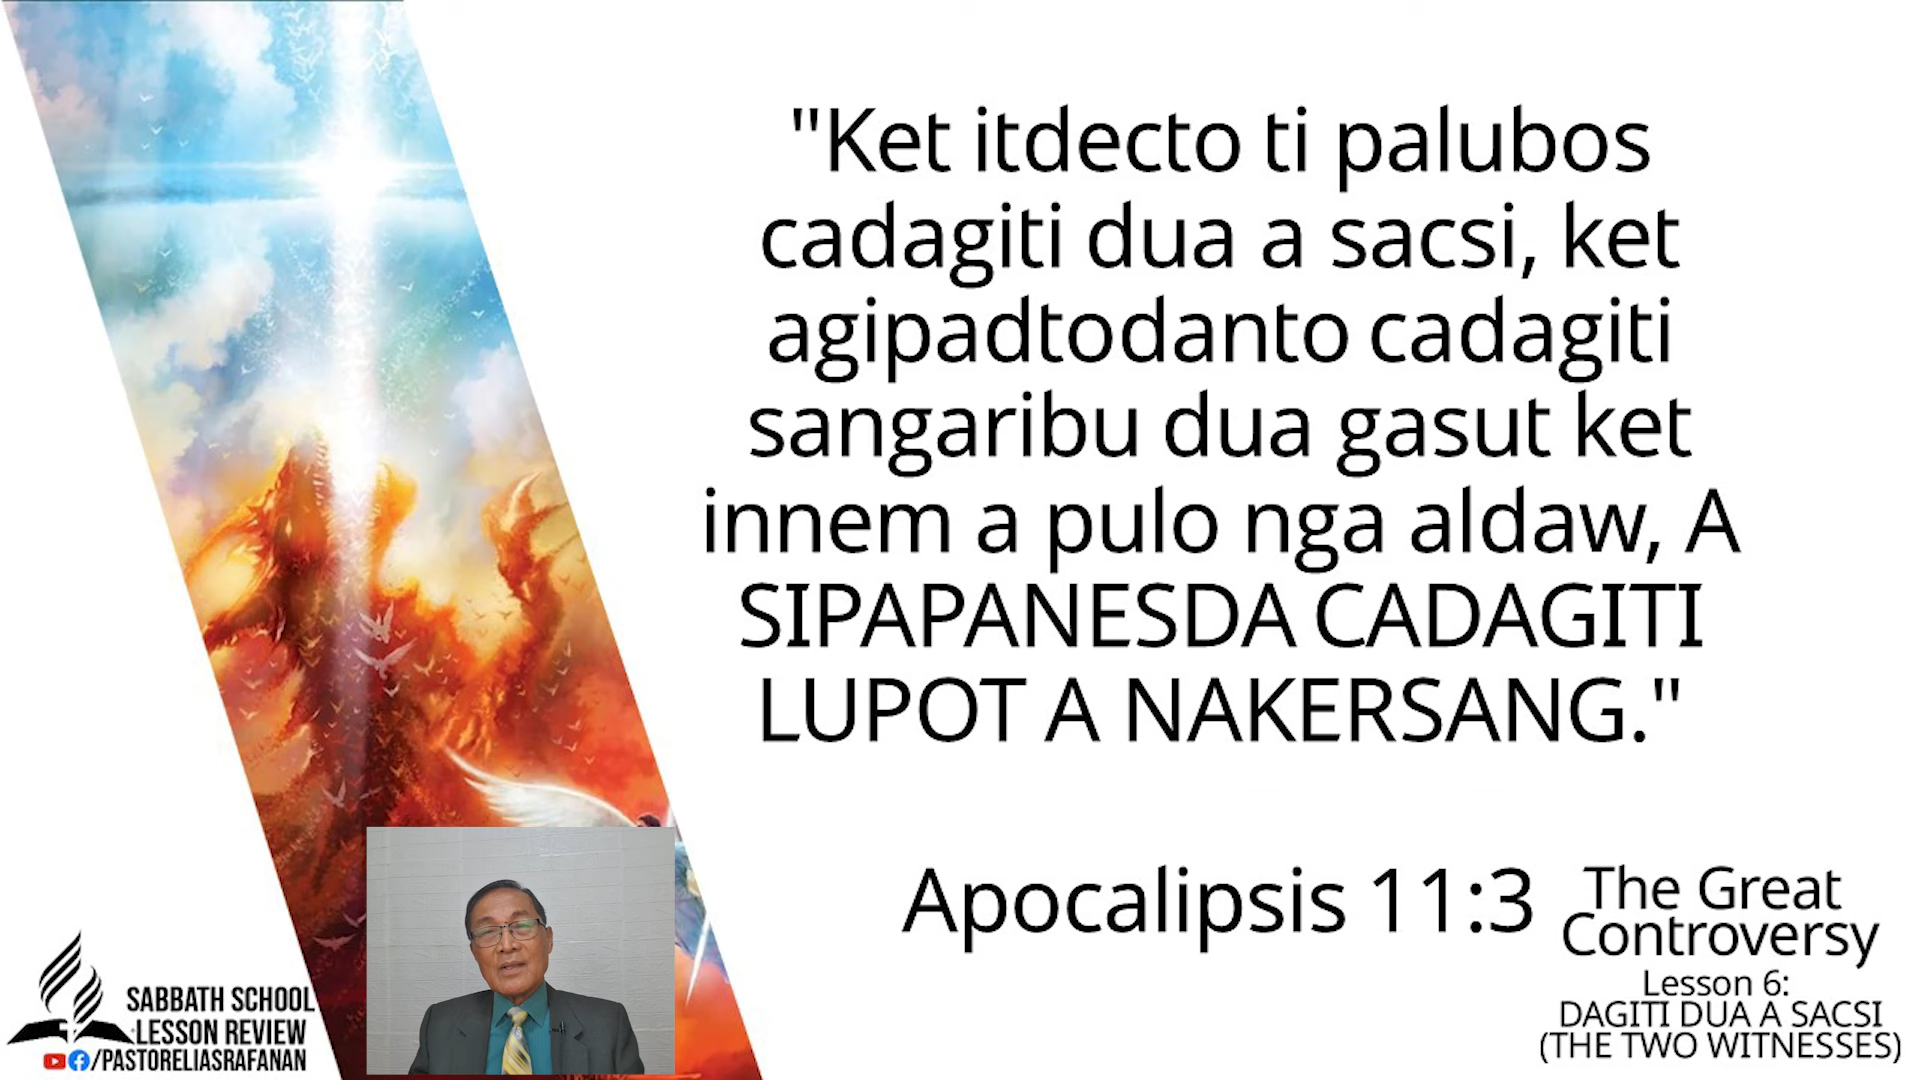 "Ket itdecto ti palubos
cadagiti dua a sacsi, ket
agipadtodanto cadagiti
sangaribu dua gasut ket
innem a pulo nga aldaw, A
SIPAPANESDA CADAGITI
LUPOT A NAKERSANG."
Apocalipsis 11:3
The Great
Controversy
Lesson 6:
DAGITI DUA A SACSI
(THE TWO WITNESSES)
SABBATH SCHOOL
LESSON REVIEW
/PASTORELIASRAFANAN